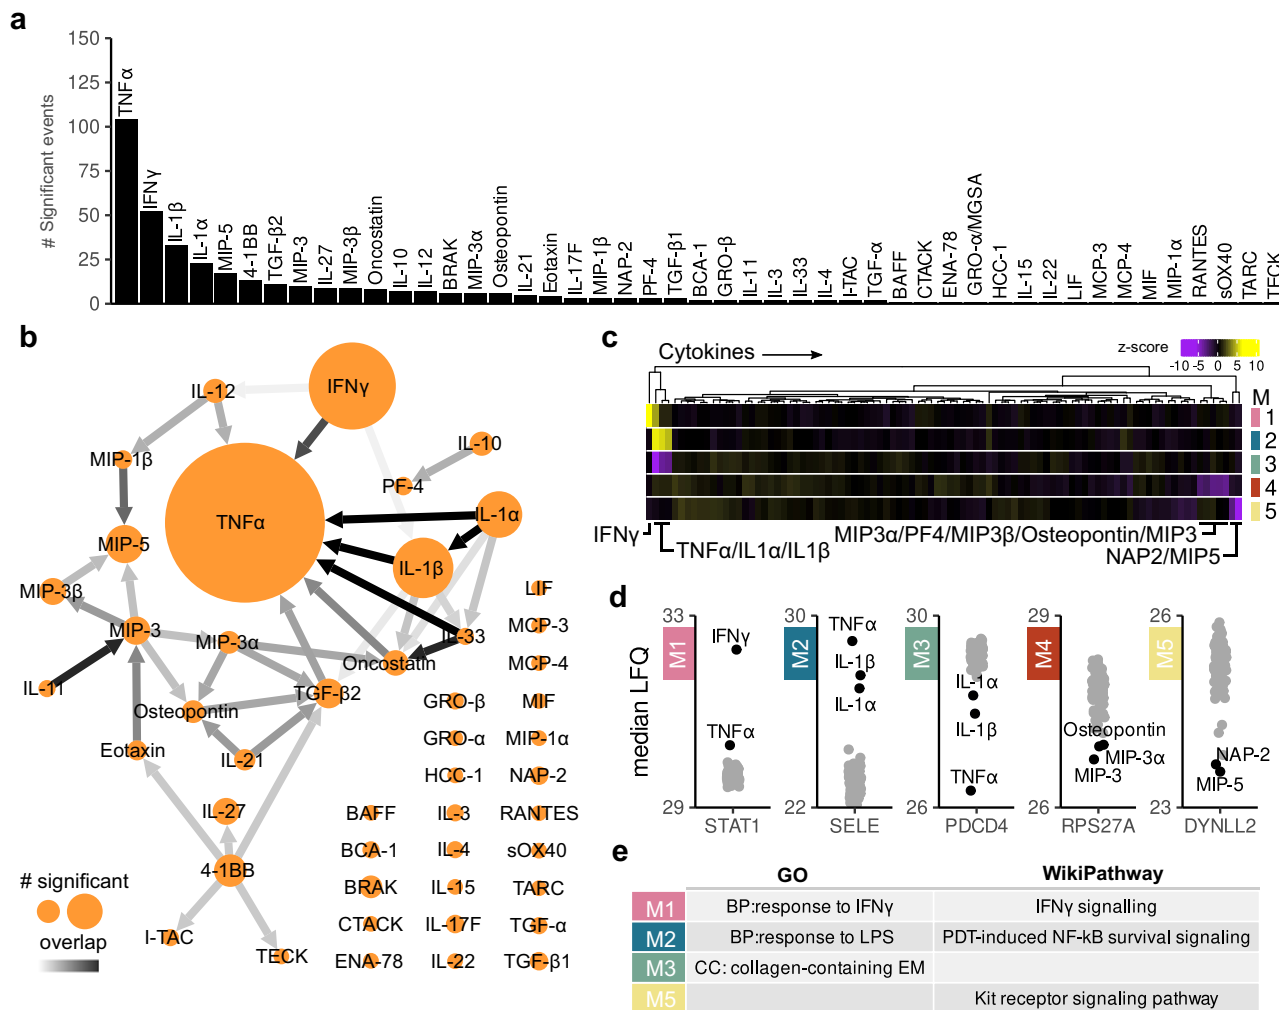 a
# Significant events
150
125
100
75
50
25
0
TNFα
IFNγ
IL-1β
IL-1α
MIP-5
4-1BB
TGF-β2
MIP-3
IL-27
MIP-3β
Oncostatin
IL-10
IL-12
BRAK
MIP-3α
Osteopontin
IL-21
Eotaxin
IL-17F
MIP-1β
NAP-2
PF-4
TGF-β1
BCA-1
GRO-β
IL-11
IL-3
IL-33
IL-4
I-TAC
TGF-α
BAFF
CTACK
ENA-78
GRO-α/MGSA
HCC-1
IL-15
IL-22
LIF
MCP-3
MCP-4
MIF
MIP-1α
RANTES
sOX40
TARC
TECK
b
IL-12
IFNγ
MIP-1β
IL-10
PF-4
TNFα
IL-1α
MIP-5
IL-1β
MIP-3β
MIP-3
MIP-3α
IL-33
Oncostatin
IL-11
Osteopontin
TGF-β2
Eotaxin
IL-21
IL-27
4-1BB
I-TAC
TECK
LIF
MCP-3
MCP-4
GRO-β
MIF
GRO-α
MIP-1α
HCC-1
NAP-2
BAFF
IL-3
RANTES
BCA-1
IL-4
sOX40
BRAK
IL-15
TARC
CTACK
IL-17F
TGF-α
ENA-78
IL-22
TGF-β1
# significant
overlap
c
Cytokines
z-score
-10 -5 0 5 10
M
1
2
3
4
5
IFNγ
TNFα/IL1α/IL1β
MIP3α/PF4/MIP3β/Osteopontin/MIP3
NAP2/MIP5
d
median LFQ
33
M1
IFNγ
TNFα
29
STAT1
30
M2
TNFα
IL-1β
IL-1α
22
SELE
30
M3
IL-1α
IL-1β
TNFα
26
PDCD4
29
M4
Osteopontin
MIP-3α
MIP-3
26
RPS27A
26
M5
NAP-2
MIP-5
23
DYNLL2
e
GO WikiPathway
M1 BP:response to IFNγ IFNγ signalling
M2 BP:response to LPS PDT-induced NF-kB survival signaling
M3 CC: collagen-containing EM
M5 Kit receptor signaling pathway